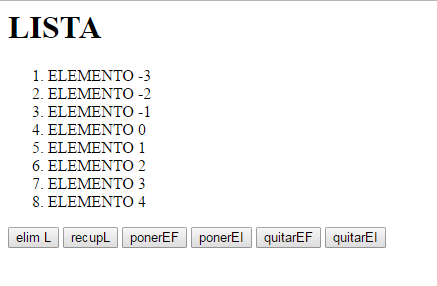 LISTA
1. ELEMENTO -3
2. ELEMENTO -2
3. ELEMENTO -1
4. ELEMENTO 0
5. ELEMENTO 1
6. ELEMENTO 2
7. ELEMENTO 3
8. ELEMENTO 4
elim L recupL ponerEF ponerEI quitarEF quitarEI